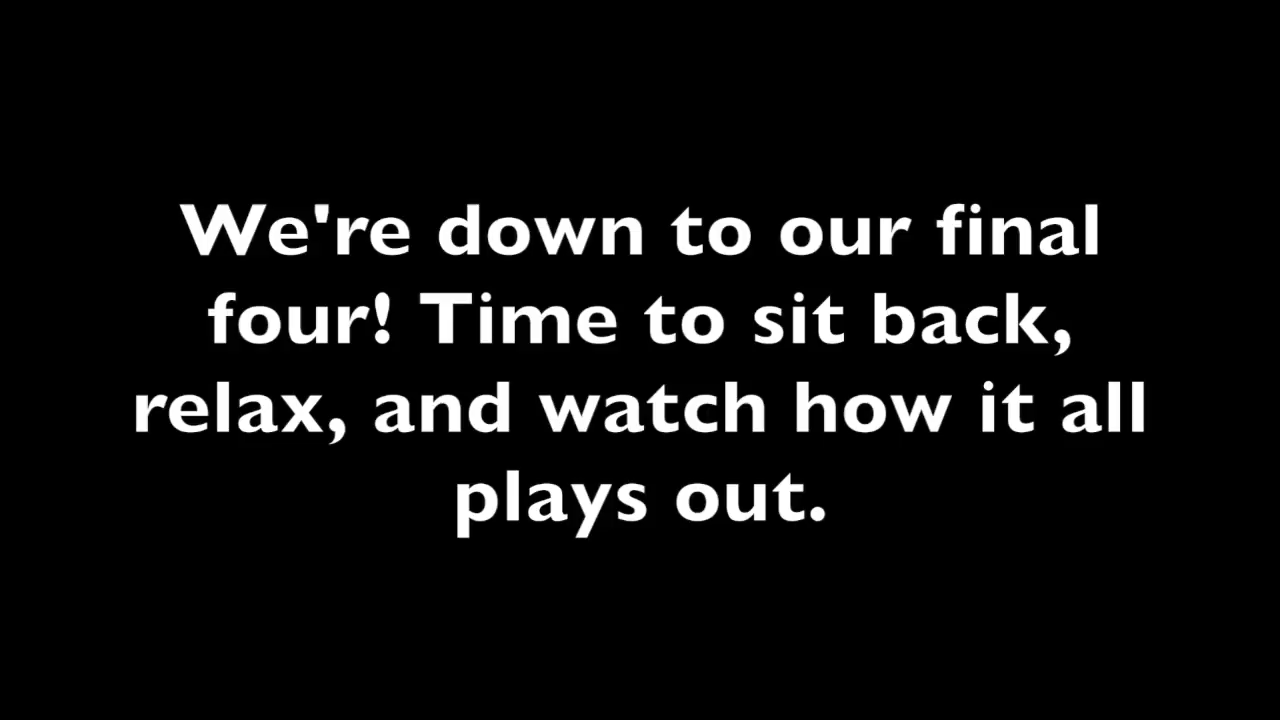 We're down to our final
four! Time to sit back,
relax, and watch how it all
plays out.